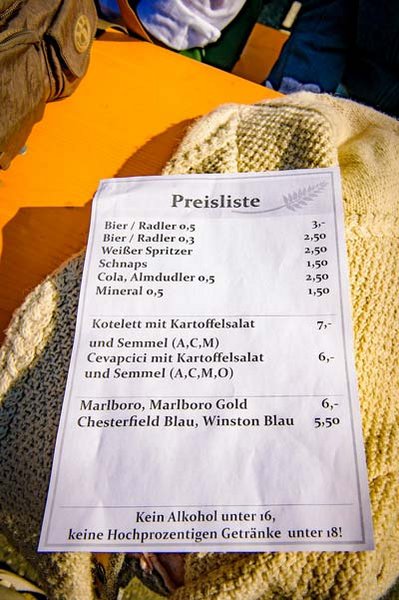 Preisliste
Bier / Radler 0,5 3,-
Bier / Radler 0,3 2,50
Weißer Spritzer 2,50
Schnaps 1,50
Cola, Almdudler 0,5 2,50
Mineral 0,5 1,50
Kotelett mit Kartoffelsalat 7,-
und Semmel (A,C,M)
Cevapcici mit Kartoffelsalat 6,-
und Semmel (A,C,M,O)
Marlboro, Marlboro Gold 6,-
Chesterfield Blau, Winston Blau 5,50
Kein Alkohol unter 16,
keine Hochprozentigen Getränke unter 18!